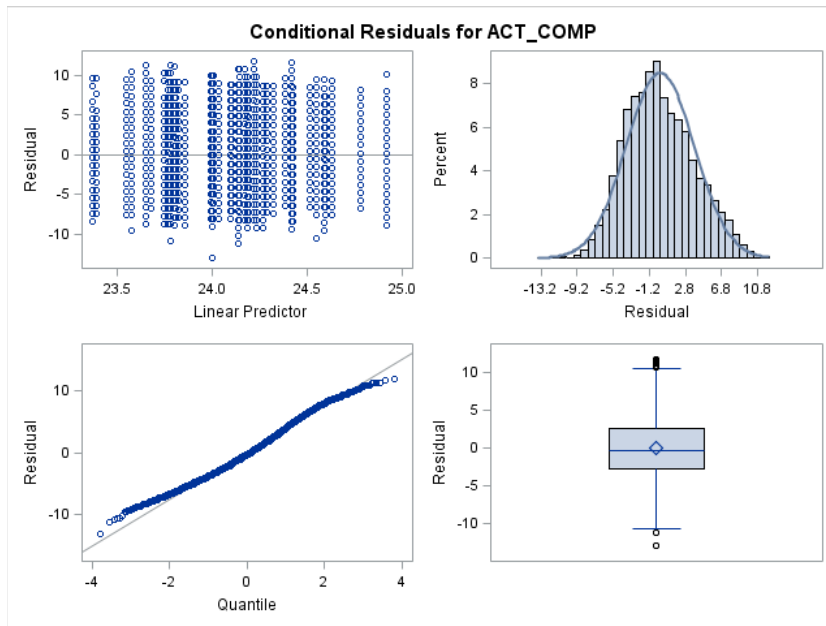 Conditional Residuals for ACT_COMP
10
5
0
-5
-10
Residual
23.5 24.0 24.5 25.0
Linear Predictor
8
6
4
2
0
Percent
-13.2 -9.2 -5.2 -1.2 2.8 6.8 10.8
Residual
10
0
-10
Residual
-4 -2 0 2 4
Quantile
10
5
0
-5
-10
Residual